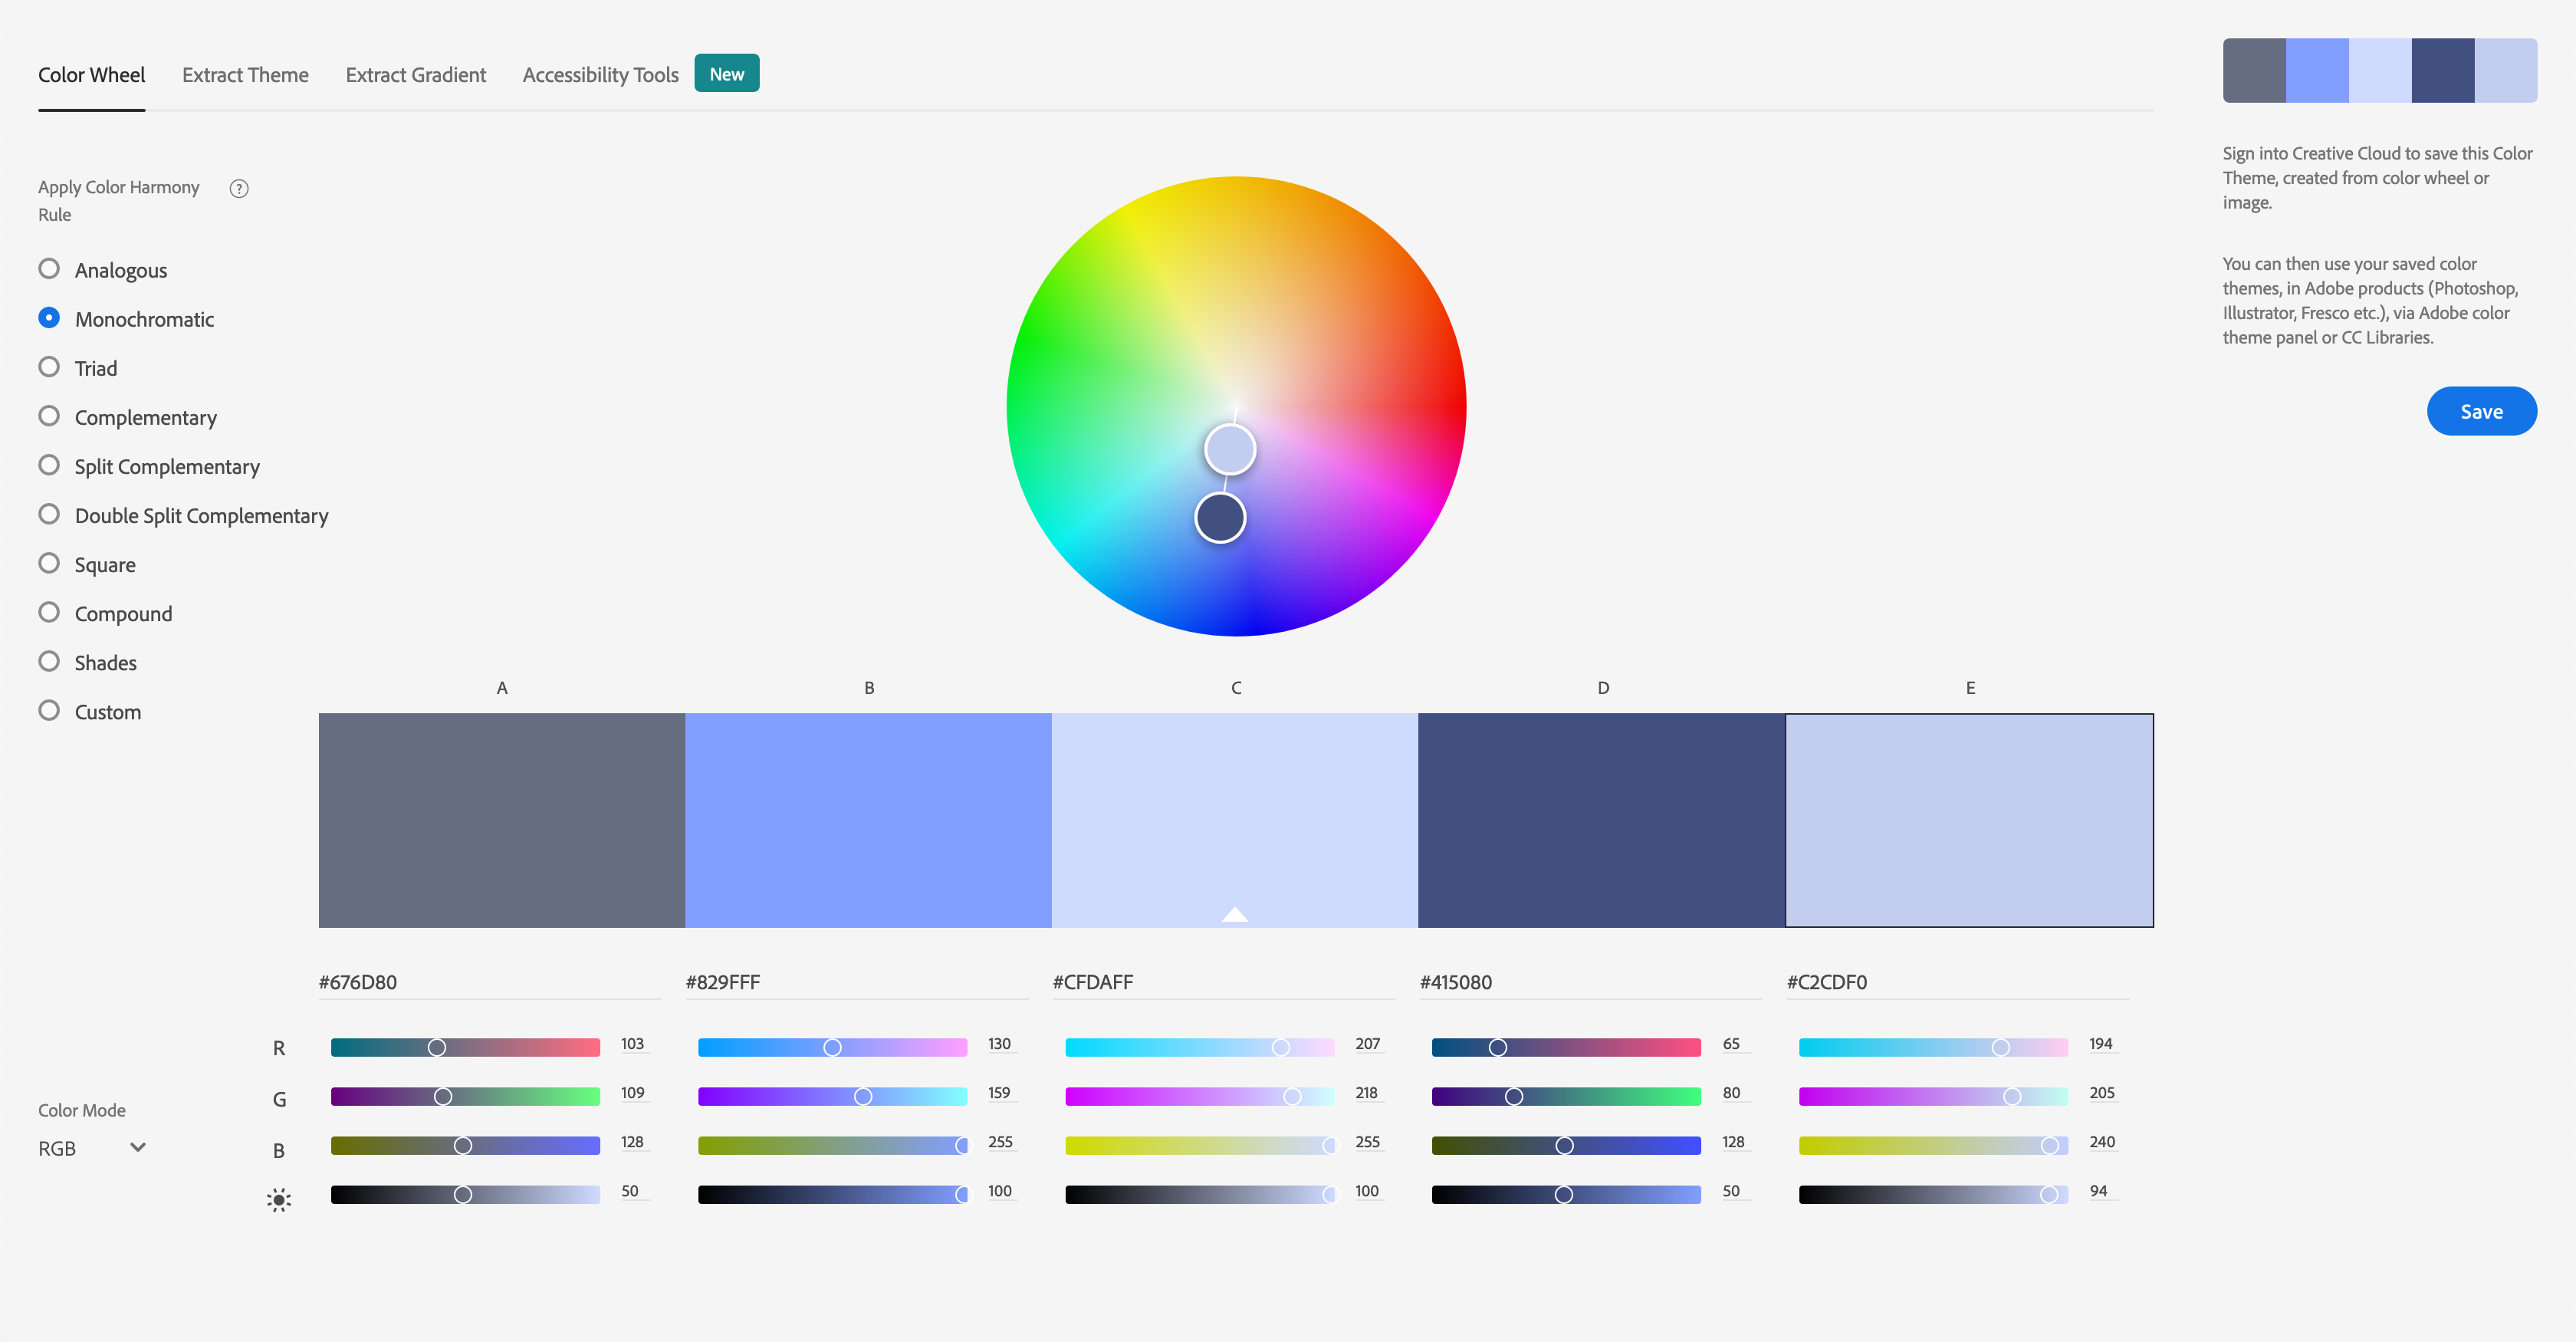 Color Wheel Extract Theme Extract Gradient Accessibility Tools New
Apply Color Harmony
Rule
?
Analogous
Monochromatic
Triad
Complementary
Split Complementary
Double Split Complementary
Square
Compound
Shades
Custom
Sign into Creative Cloud to save this Color
Theme, created from color wheel or
image.
You can then use your saved color
themes, in Adobe products (Photoshop,
Illustrator, Fresco etc.), via Adobe color
theme panel or CC Libraries.
Save
A B C D E
#676D80 #829FFF #CFDAFF #415080 #C2CDF0
R 103 130 207 65 194
G 109 159 218 80 205
B 128 255 255 128 240
50 100 100 50 94
Color Mode
RGB